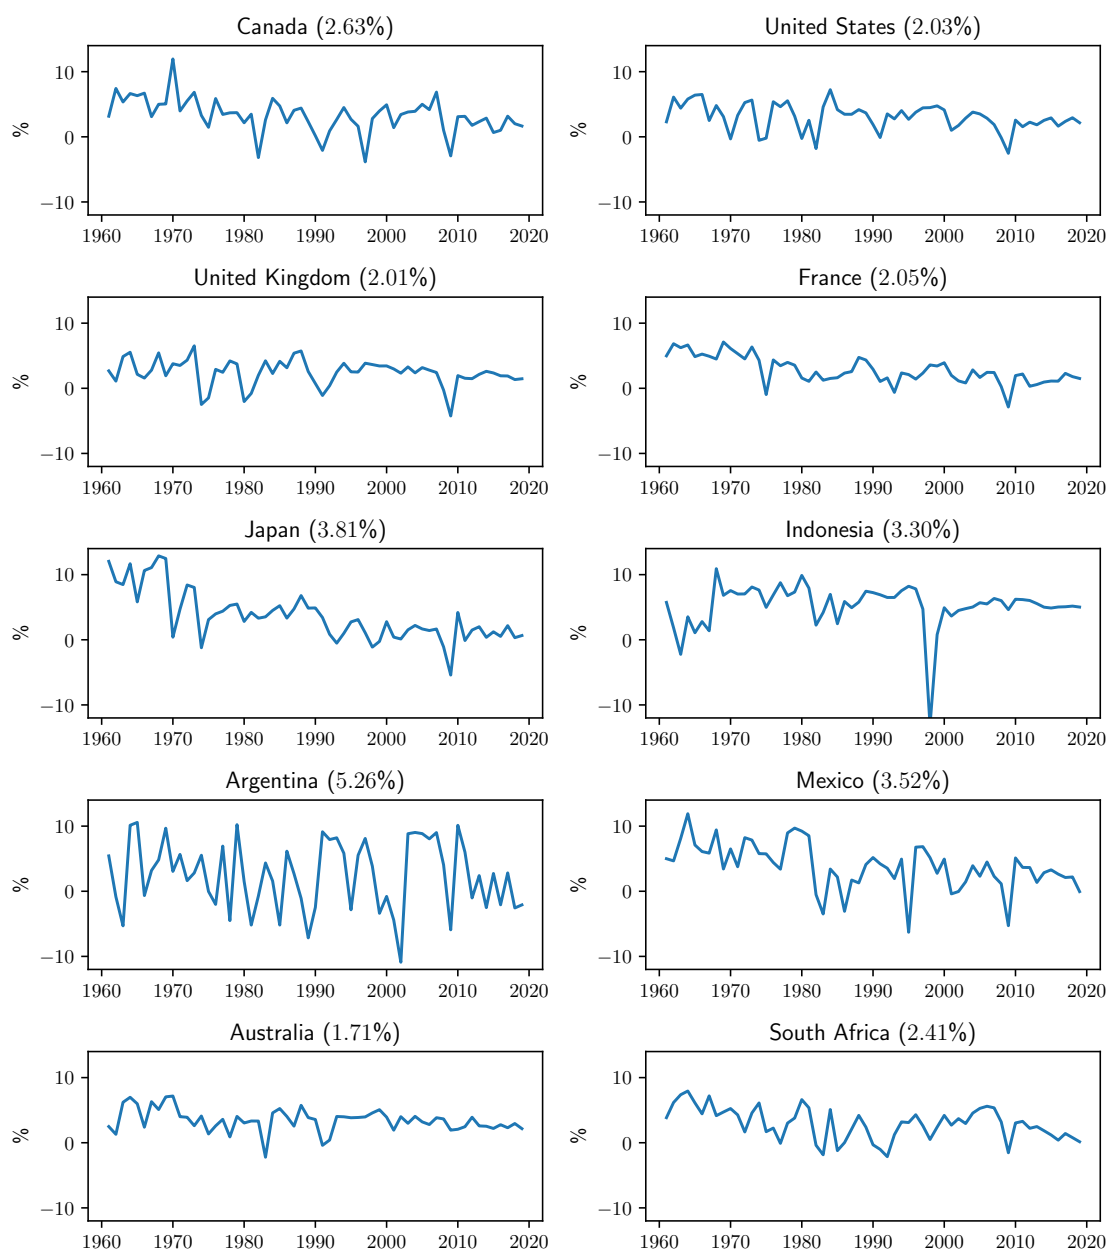 Canada (2.63%) United States (2.03%)
10 10
% 0 % 0
−10 −10
1960 1970 1980 1990 2000 2010 2020 1960 1970 1980 1990 2000 2010 2020
United Kingdom (2.01%) France (2.05%)
10 10
% 0 % 0
−10 −10
1960 1970 1980 1990 2000 2010 2020 1960 1970 1980 1990 2000 2010 2020
Japan (3.81%) Indonesia (3.30%)
10 10
% 0 % 0
−10 −10
1960 1970 1980 1990 2000 2010 2020 1960 1970 1980 1990 2000 2010 2020
Argentina (5.26%) Mexico (3.52%)
10 10
% 0 % 0
−10 −10
1960 1970 1980 1990 2000 2010 2020 1960 1970 1980 1990 2000 2010 2020
Australia (1.71%) South Africa (2.41%)
10 10
% 0 % 0
−10 −10
1960 1970 1980 1990 2000 2010 2020 1960 1970 1980 1990 2000 2010 2020